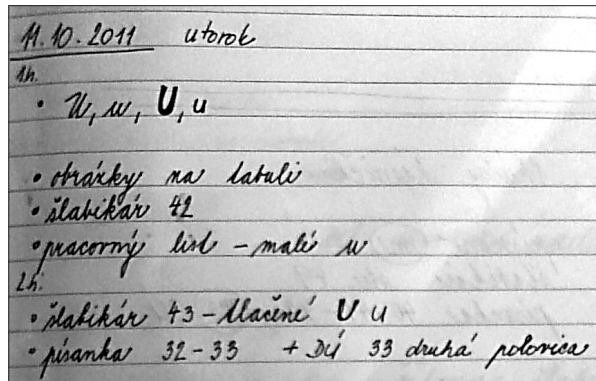 11.10.2011 utorok
1h.
• U, u, U, u
• obrázky na tabuli
• šlabikár 42
• pracovný list - malé u
2h.
• šlabikár 43 - tlačené U u
• písanka 32-33 + DÚ 33 druhá polovica